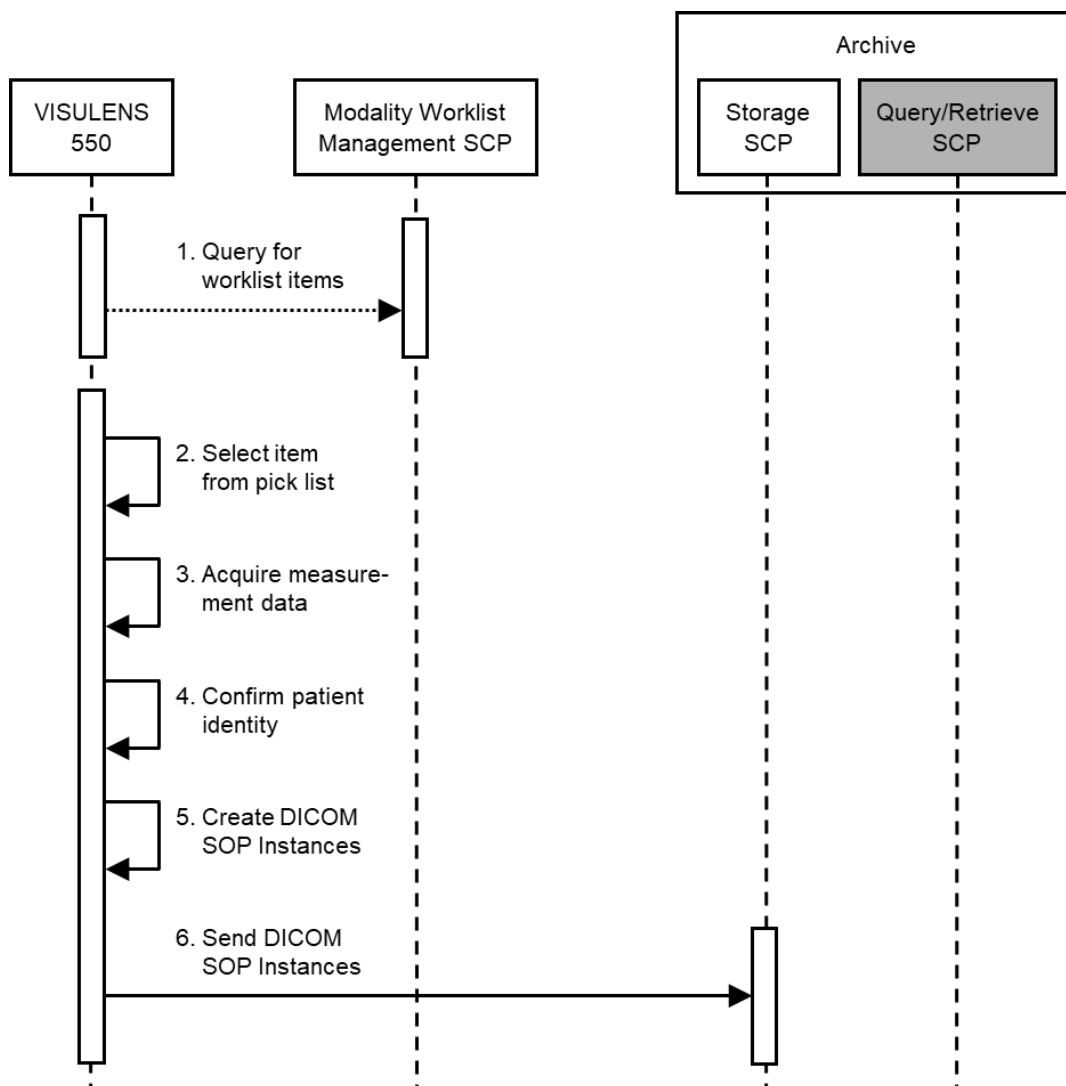 Archive
VISULENS
550
Modality Worklist
Management SCP
Storage
SCP
Query/Retrieve
SCP
1. Query for
worklist items
2. Select item
from pick list
3. Acquire measure-
ment data
4. Confirm patient
identity
5. Create DICOM
SOP Instances
6. Send DICOM
SOP Instances